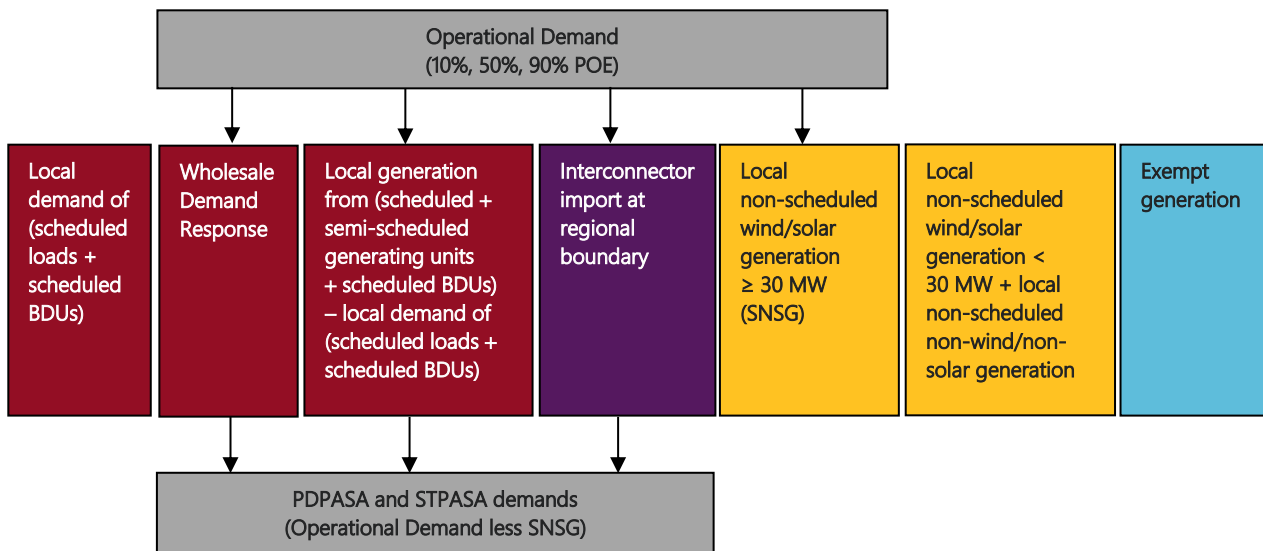 Operational Demand
(10%, 50%, 90% POE)
Local
demand of
(scheduled
loads +
scheduled
BDUs)
Wholesale
Demand
Response
Local generation
from (scheduled +
semi-scheduled
generating units
+ scheduled BDUs)
– local demand of
(scheduled loads +
scheduled BDUs)
Interconnector
import at
regional
boundary
Local
non-scheduled
wind/solar
generation
≥ 30 MW
(SNSG)
Local
non-scheduled
wind/solar
generation <
30 MW + local
non-scheduled
non-wind/non-
solar generation
Exempt
generation
PDPASA and STPASA demands
(Operational Demand less SNSG)